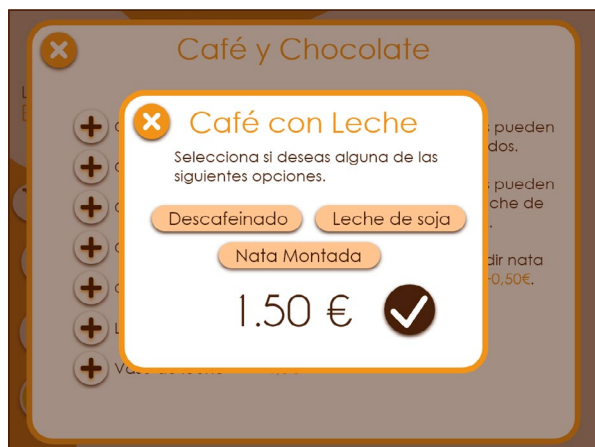 Café y Chocolate
Café con Leche
Selecciona si deseas alguna de las
siguientes opciones.
Descafeinado
Leche de soja
Nata Montada
1.50 €
pueden
dos.
pueden
che de
dir nata
0,50€.